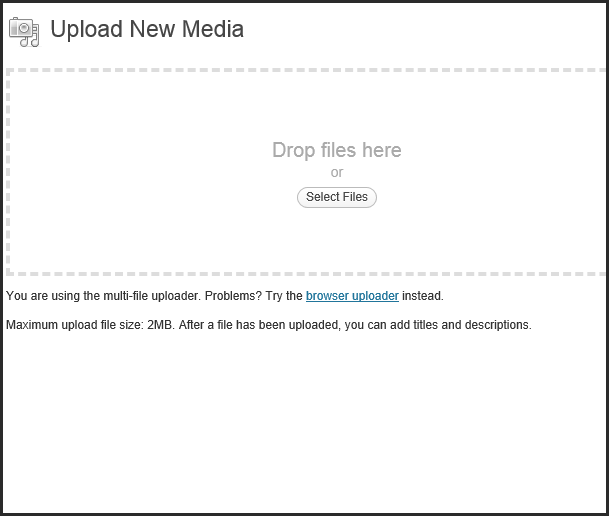 Upload New Media
Drop files here
or
Select Files
You are using the multi-file uploader. Problems? Try the browser uploader instead.
Maximum upload file size: 2MB. After a file has been uploaded, you can add titles and descriptions.